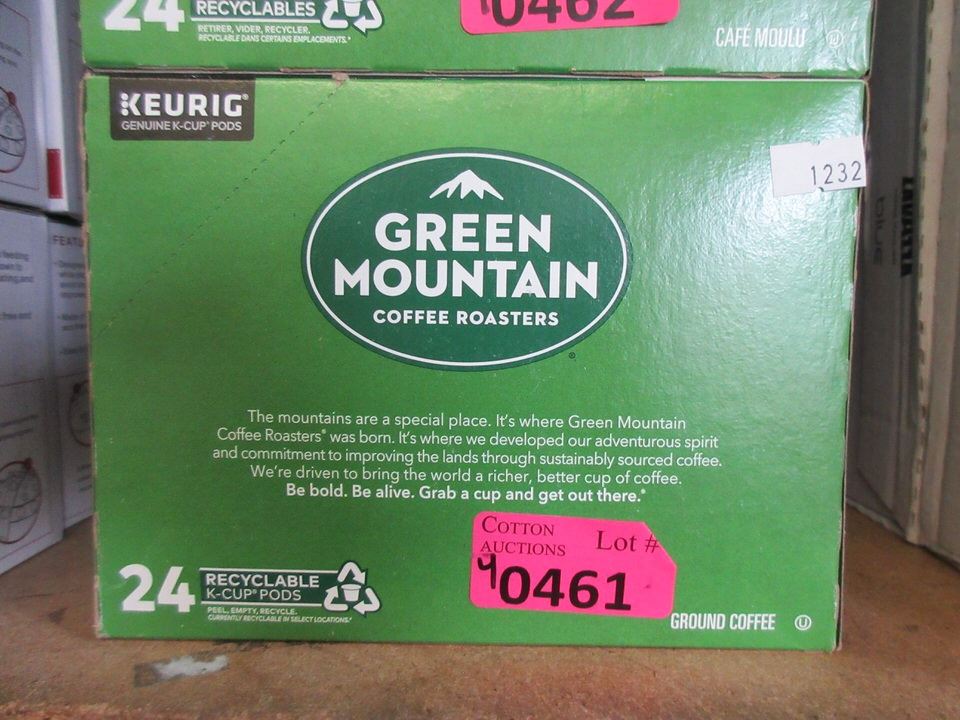 24 RECYCLABLES
RETIRER, VIDER, RECYCLER.
RECYCLABLE DANS CERTAINS EMPLACEMENTS.*
40462
CAFÉ MOULU U
KEURIG®
GENUINE K-CUP® PODS
1232
GREEN
MOUNTAIN
COFFEE ROASTERS
®
The mountains are a special place. It's where Green Mountain
Coffee Roasters® was born. It's where we developed our adventurous spirit
and commitment to improving the lands through sustainably sourced coffee.
We're driven to bring the world a richer, better cup of coffee.
Be bold. Be alive. Grab a cup and get out there.®
COTTON
AUCTIONS Lot #
40461
24 RECYCLABLE
K-CUP® PODS
PEEL, EMPTY, RECYCLE.
CURRENTLY RECYCLABLE IN SELECT LOCATIONS.*
GROUND COFFEE U